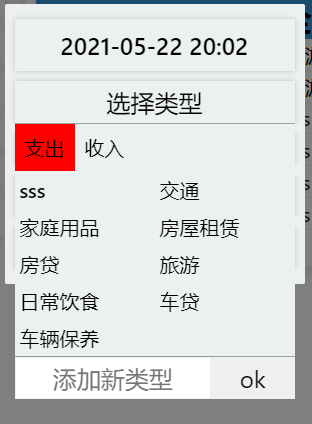 2021-05-22 20:02
选择类型
支出 收入
sss 交通
家庭用品 房屋租赁
房贷 旅游
日常饮食 车贷
车辆保养
添加新类型 ok